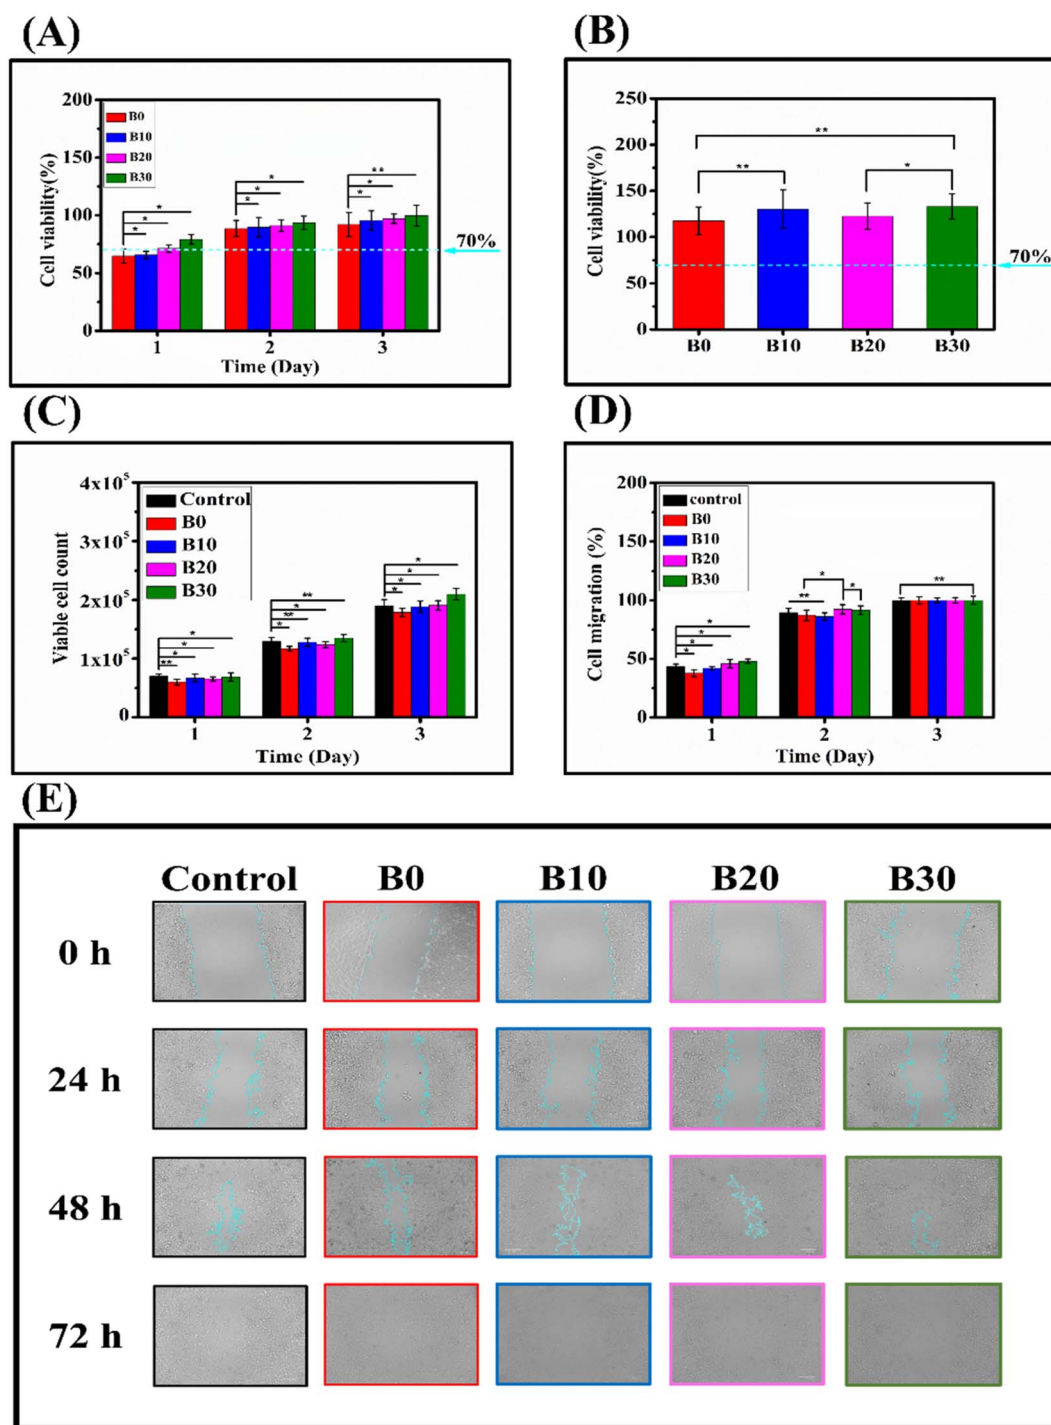 (A)
Cell viability(%)
200
150
100
50
0
B0
B10
B20
B30
*
*
*
*
*
*
*
*
**
70%
1
2
3
Time (Day)
(B)
Cell viability(%)
250
200
150
100
50
0
**
**
*
70%
B0
B10
B20
B30
(C)
Viable cell count
4x10⁵
3x10⁵
2x10⁵
1x10⁵
0
Control
B0
B10
B20
B30
*
*
*
**
**
*
**
*
*
*
*
*
1
2
3
Time (Day)
(D)
Cell migration (%)
200
150
100
50
0
control
B0
B10
B20
B30
*
*
*
*
*
**
*
**
1
2
3
Time (Day)
(E)
Control
B0
B10
B20
B30
0 h
24 h
48 h
72 h